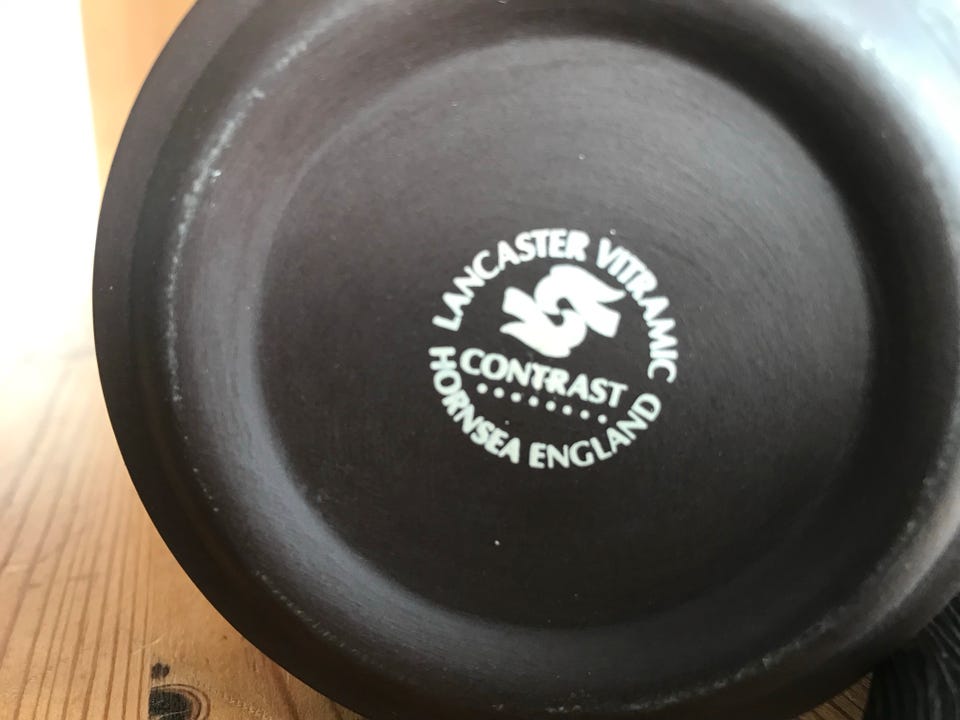 LANCASTER VITRAMIC
CONTRAST
HORNSEA ENGLAND